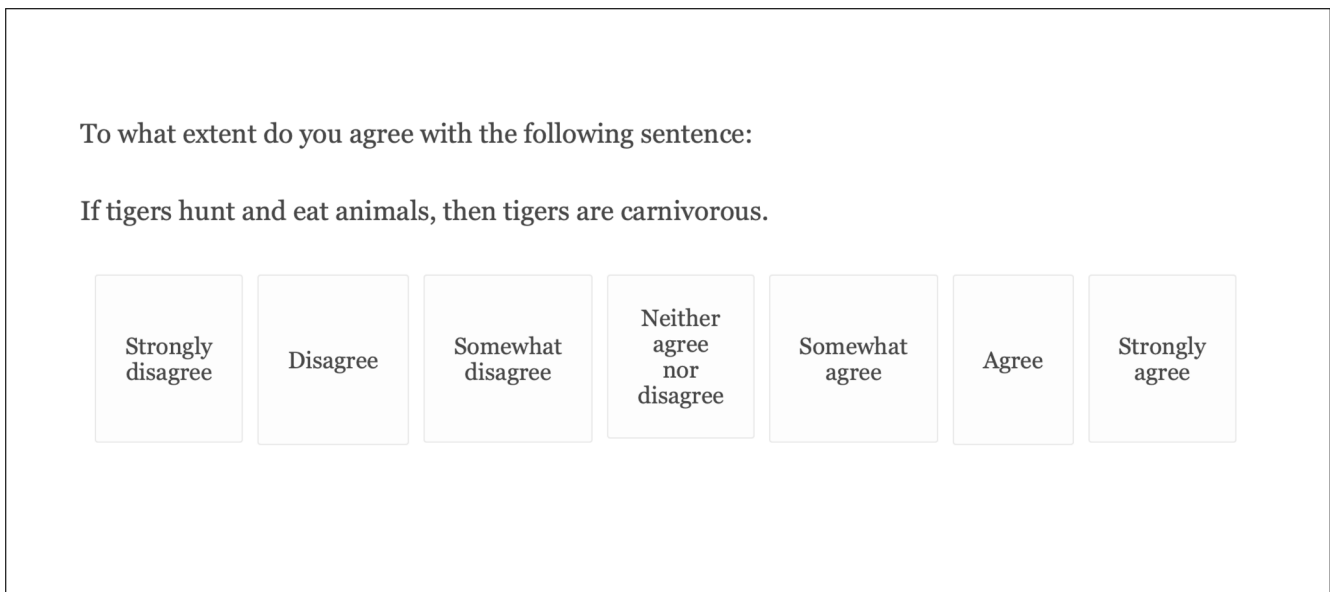 To what extent do you agree with the following sentence:
If tigers hunt and eat animals, then tigers are carnivorous.
Strongly
disagree
Disagree
Somewhat
disagree
Neither
agree
nor
disagree
Somewhat
agree
Agree
Strongly
agree